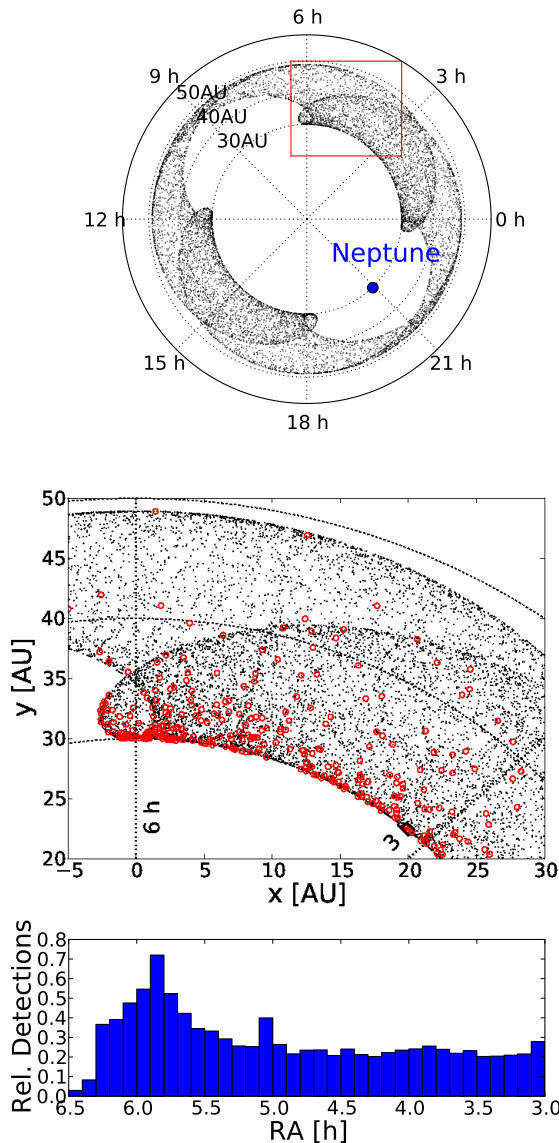 6 h
9 h
3 h
50AU
40AU
30AU
12 h
0 h
Neptune
15 h
21 h
18 h
50
45
40
35
30
25
20
y [AU]
6 h
3
−5
0
5
10
15
20
25
30
x [AU]
0.8
0.7
0.6
0.5
0.4
0.3
0.2
0.1
0.0
Rel. Detections
6.5
6.0
5.5
5.0
4.5
4.0
3.5
3.0
RA [h]